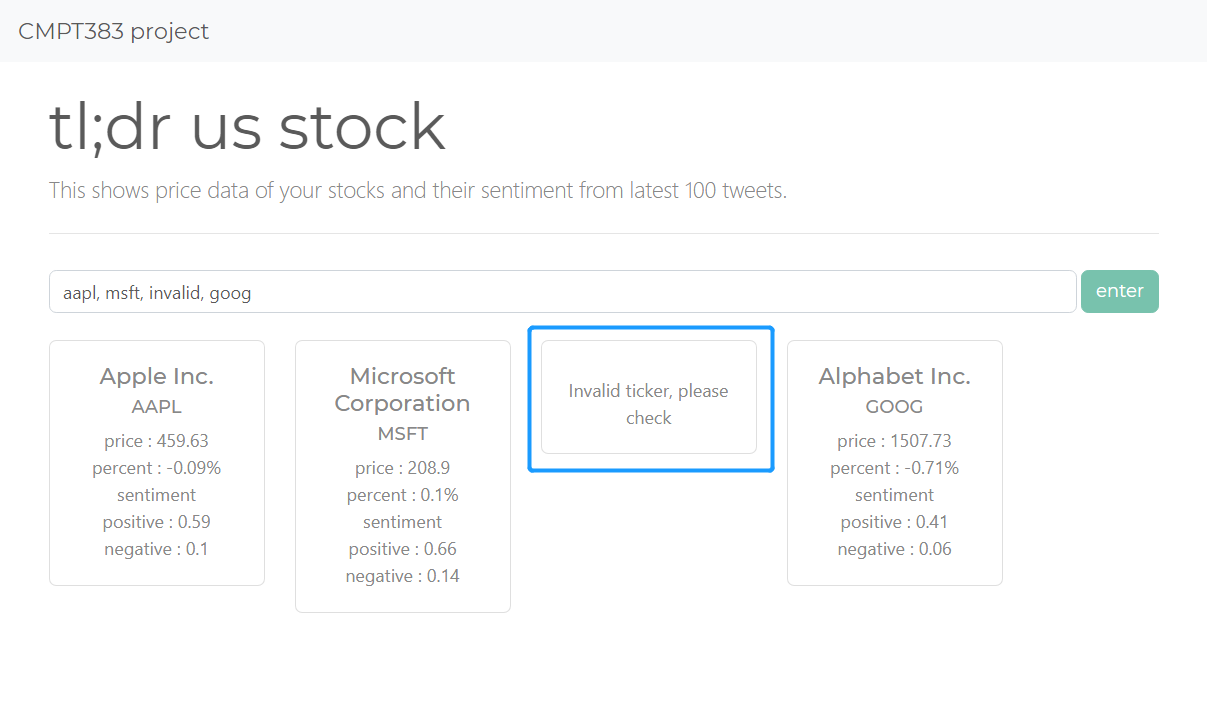 CMPT383 project
tl;dr us stock
This shows price data of your stocks and their sentiment from latest 100 tweets.
aapl, msft, invalid, goog
enter
Apple Inc.
AAPL
price : 459.63
percent : -0.09%
sentiment
positive : 0.59
negative : 0.1
Microsoft
Corporation
MSFT
price : 208.9
percent : 0.1%
sentiment
positive : 0.66
negative : 0.14
Invalid ticker, please
check
Alphabet Inc.
GOOG
price : 1507.73
percent : -0.71%
sentiment
positive : 0.41
negative : 0.06